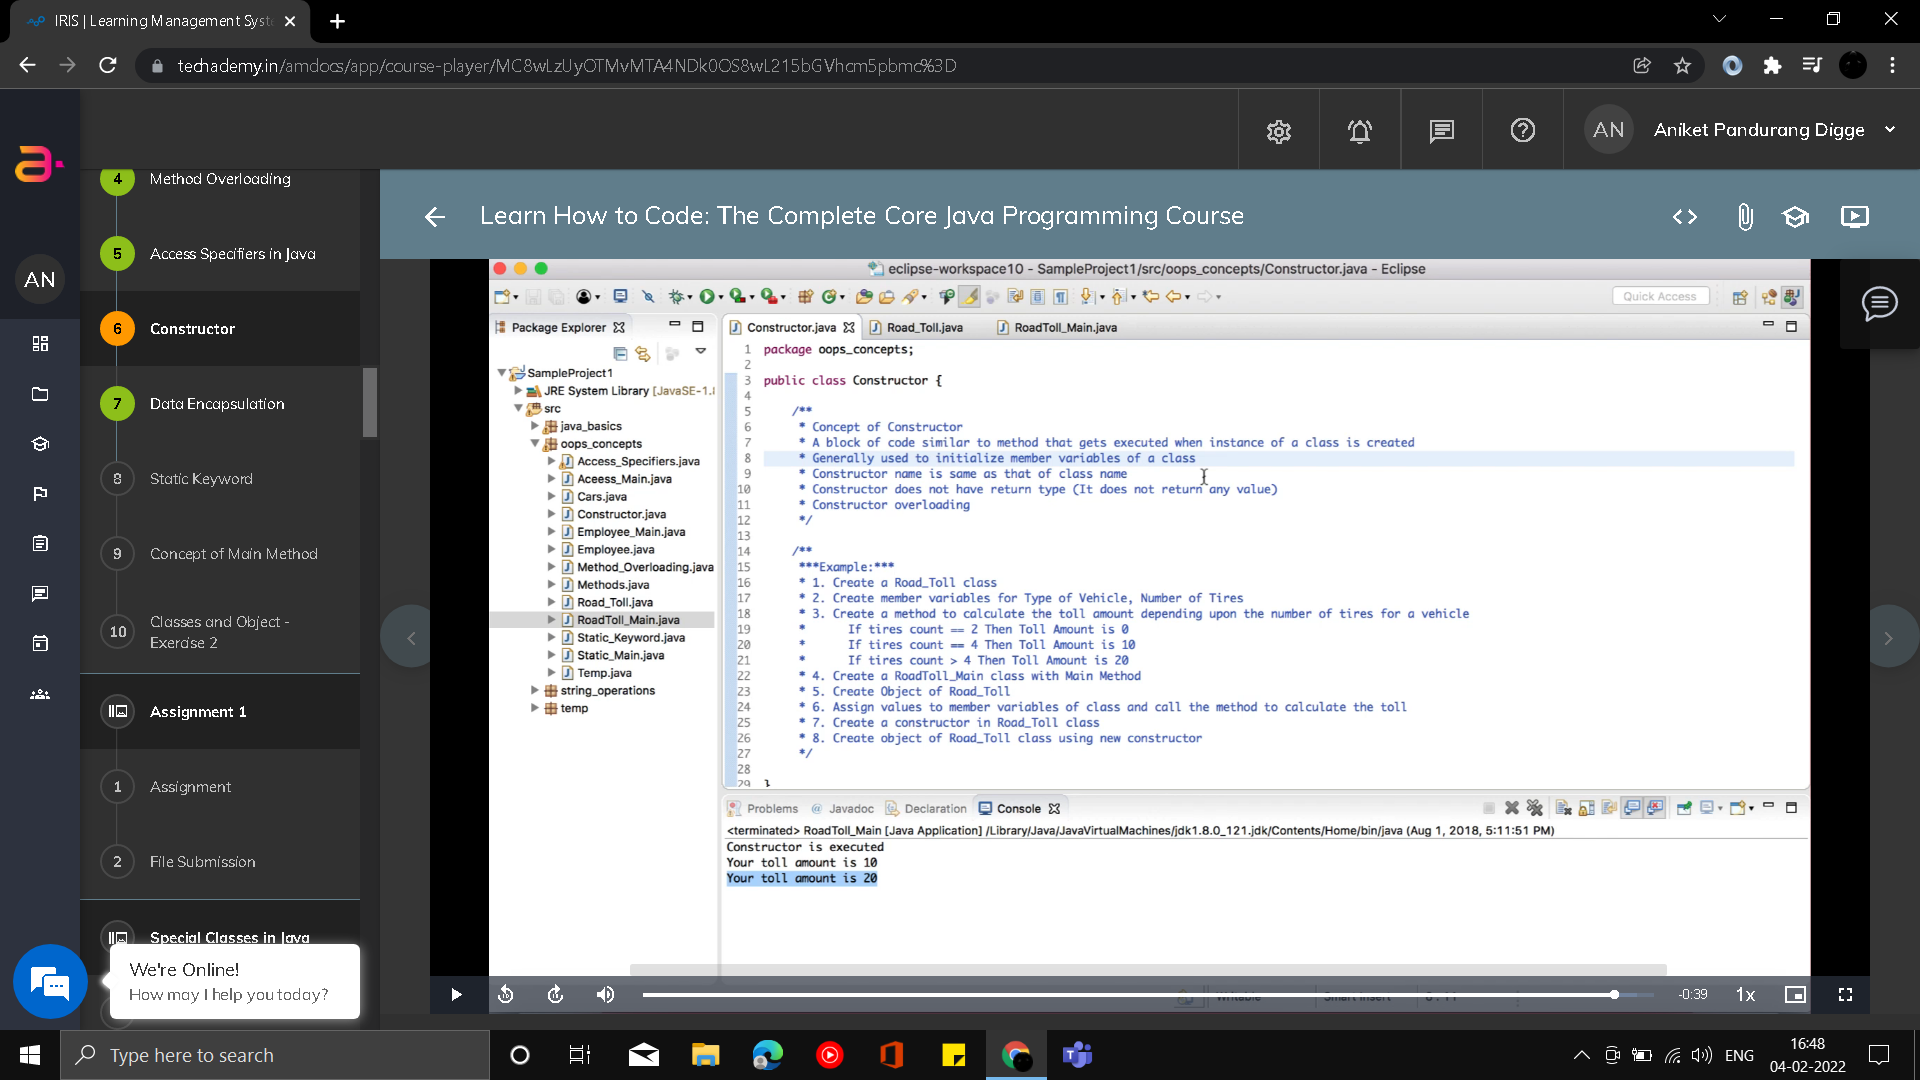 IRIS | Learning Management Syst
techademy.in/amdocs/app/course-player/MC8wLzUyOTMvMTA4NDk0OS8wL215bGVhcm5pbmc%3D
AN
Aniket Pandurang Digge
a
AN
4 Method Overloading
5 Access Specifiers in Java
6 Constructor
7 Data Encapsulation
8 Static Keyword
9 Concept of Main Method
10 Classes and Object -
Exercise 2
Assignment 1
1 Assignment
2 File Submission
Special Classes in Java
We're Online!
How may I help you today?
Learn How to Code: The Complete Core Java Programming Course
eclipse-workspace10 - SampleProject1/src/oops_concepts/Constructor.java - Eclipse
Quick Access
Package Explorer
SampleProject1
JRE System Library [JavaSE-1.8
src
java_basics
oops_concepts
Access_Specifiers.java
Aceess_Main.java
Cars.java
Constructor.java
Employee_Main.java
Employee.java
Method_Overloading.java
Methods.java
Road_Toll.java
RoadToll_Main.java
Static_Keyword.java
Static_Main.java
Temp.java
string_operations
temp
Constructor.java Road_Toll.java RoadToll_Main.java
1 package oops_concepts;
2
3 public class Constructor {
4
5 /**
6 * Concept of Constructor
7 * A block of code similar to method that gets executed when instance of a class is created
8 * Generally used to initialize member variables of a class
9 * Constructor name is same as that of class name
10 * Constructor does not have return type (It does not return any value)
11 * Constructor overloading
12 */
13
14 /**
15 ***Example:***
16 * 1. Create a Road_Toll class
17 * 2. Create member variables for Type of Vehicle, Number of Tires
18 * 3. Create a method to calculate the toll amount depending upon the number of tires for a vehicle
19 * If tires count == 2 Then Toll Amount is 0
20 * If tires count == 4 Then Toll Amount is 10
21 * If tires count > 4 Then Toll Amount is 20
22 * 4. Create a RoadToll_Main class with Main Method
23 * 5. Create Object of Road_Toll
24 * 6. Assign values to member variables of class and call the method to calculate the toll
25 * 7. Create a constructor in Road_Toll class
26 * 8. Create object of Road_Toll class using new constructor
27 */
28
29 }
Problems @ Javadoc Declaration Console
<terminated> RoadToll_Main [Java Application] /Library/Java/JavaVirtualMachines/jdk1.8.0_121.jdk/Contents/Home/bin/java (Aug 1, 2018, 5:11:51 PM)
Constructor is executed
Your toll amount is 10
Your toll amount is 20
Writable Smart Insert
-0:39 1x
Type here to search
ENG
16:48
04-02-2022